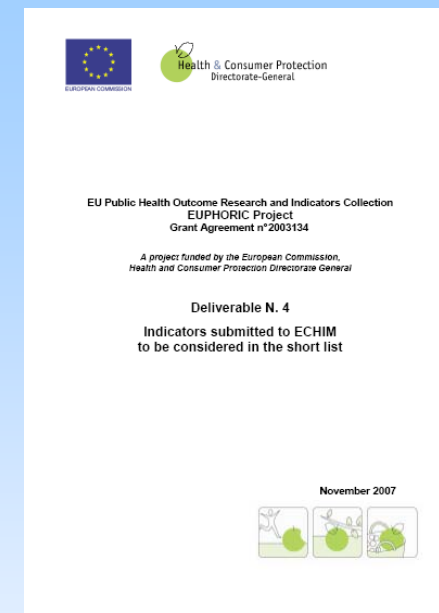 Health & Consumer Protection
Directorate-General
EUROPEAN COMMISSION
EU Public Health Outcome Research and Indicators Collection
EUPHORIC Project
Grant Agreement n°2003134
A project funded by the European Commission,
Health and Consumer Protection Directorate General
Deliverable N. 4
Indicators submitted to ECHIM
to be considered in the short list
November 2007